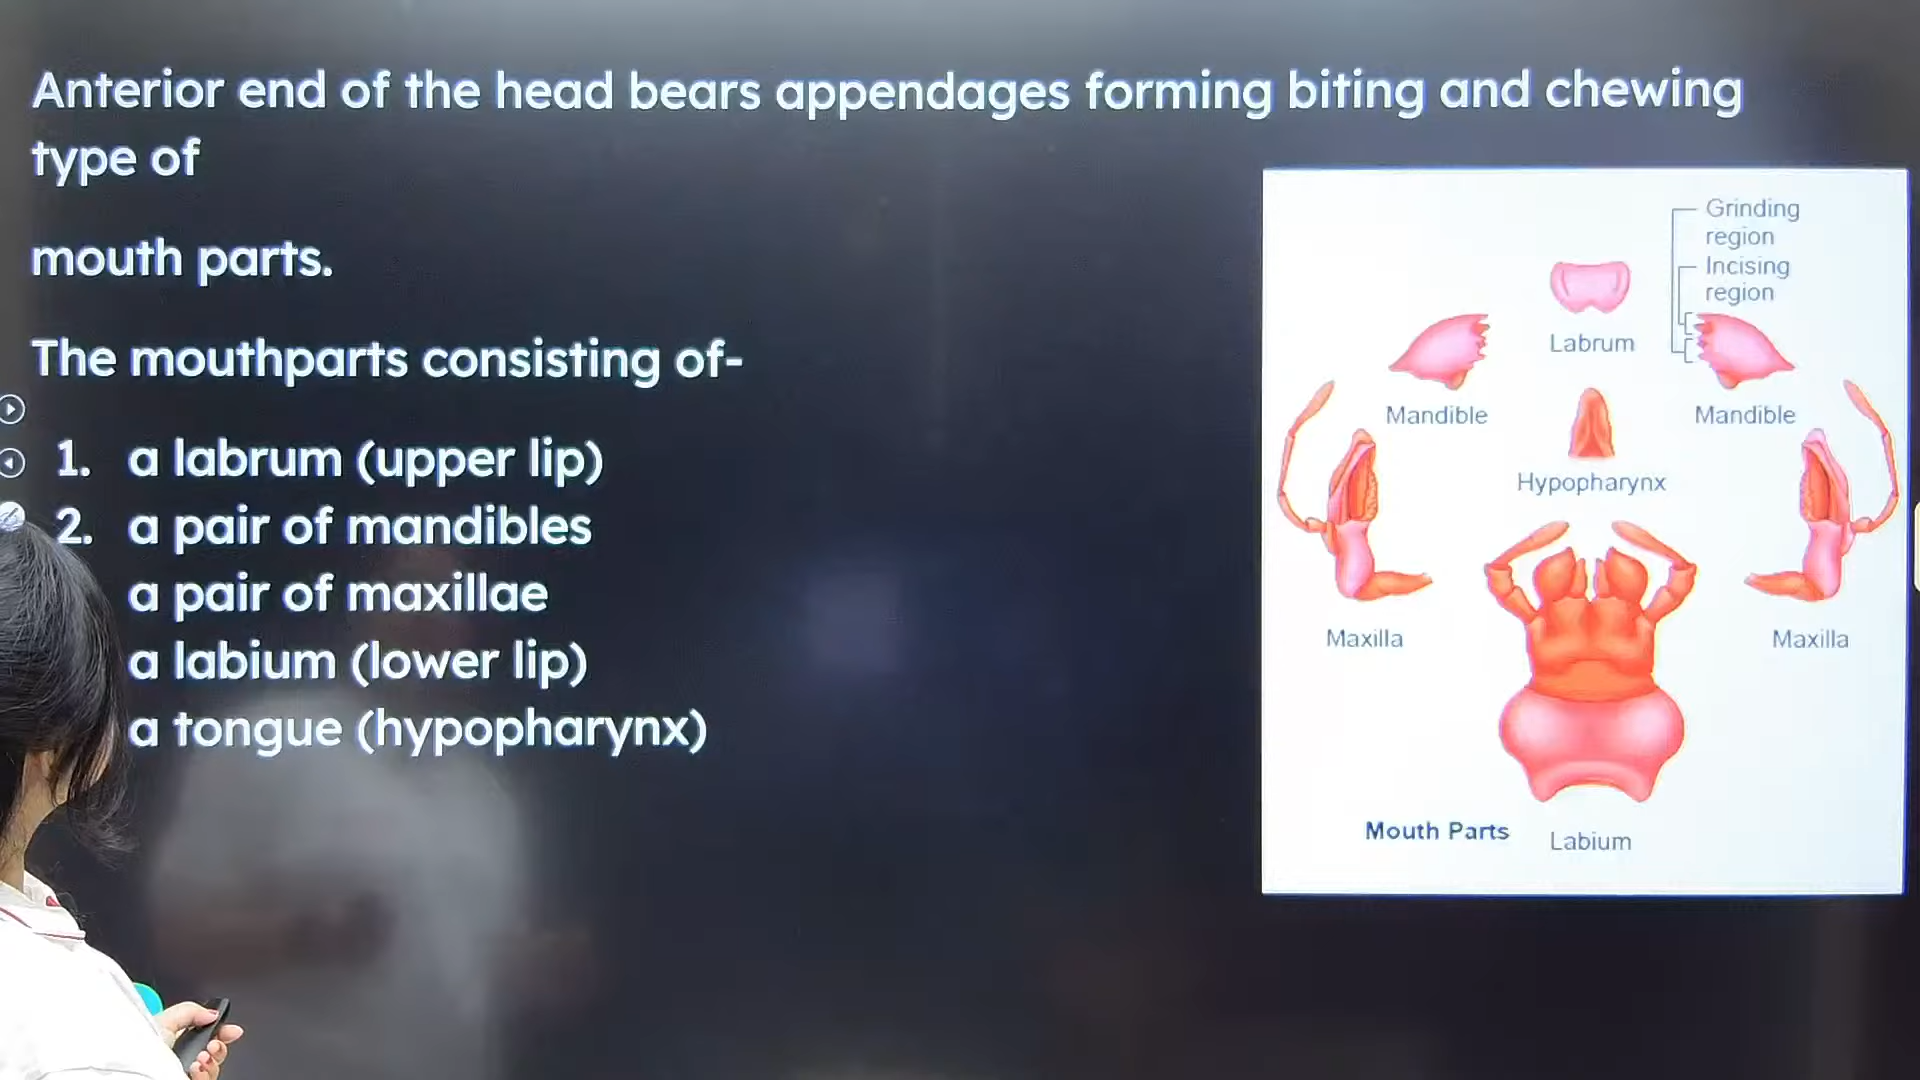 Anterior end of the head bears appendages forming biting and chewing
type of
mouth parts.
The mouthparts consisting of-
1. a labrum (upper lip)
2. a pair of mandibles
a pair of maxillae
a labium (lower lip)
a tongue (hypopharynx)
Grinding
region
Incising
region
Labrum
Mandible
Mandible
Hypopharynx
Maxilla
Maxilla
Mouth Parts
Labium